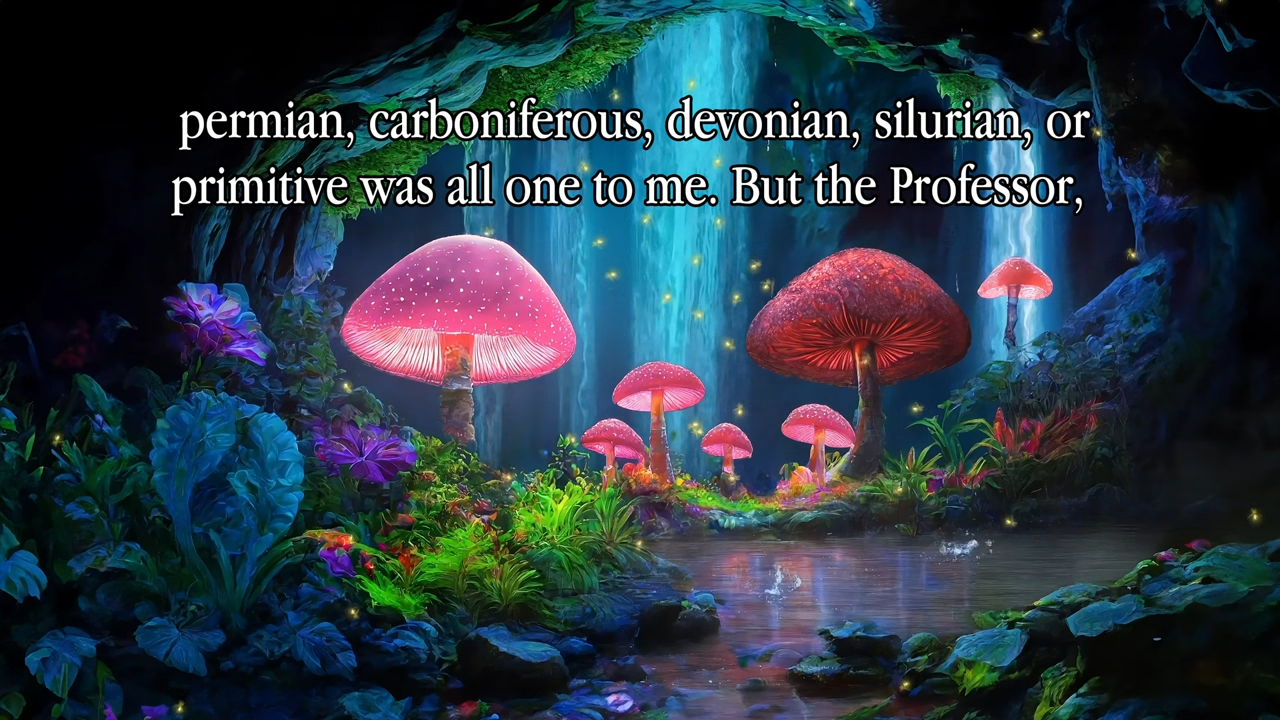 permian, carboniferous, devonian, silurian, or
primitive was all one to me. But the Professor,